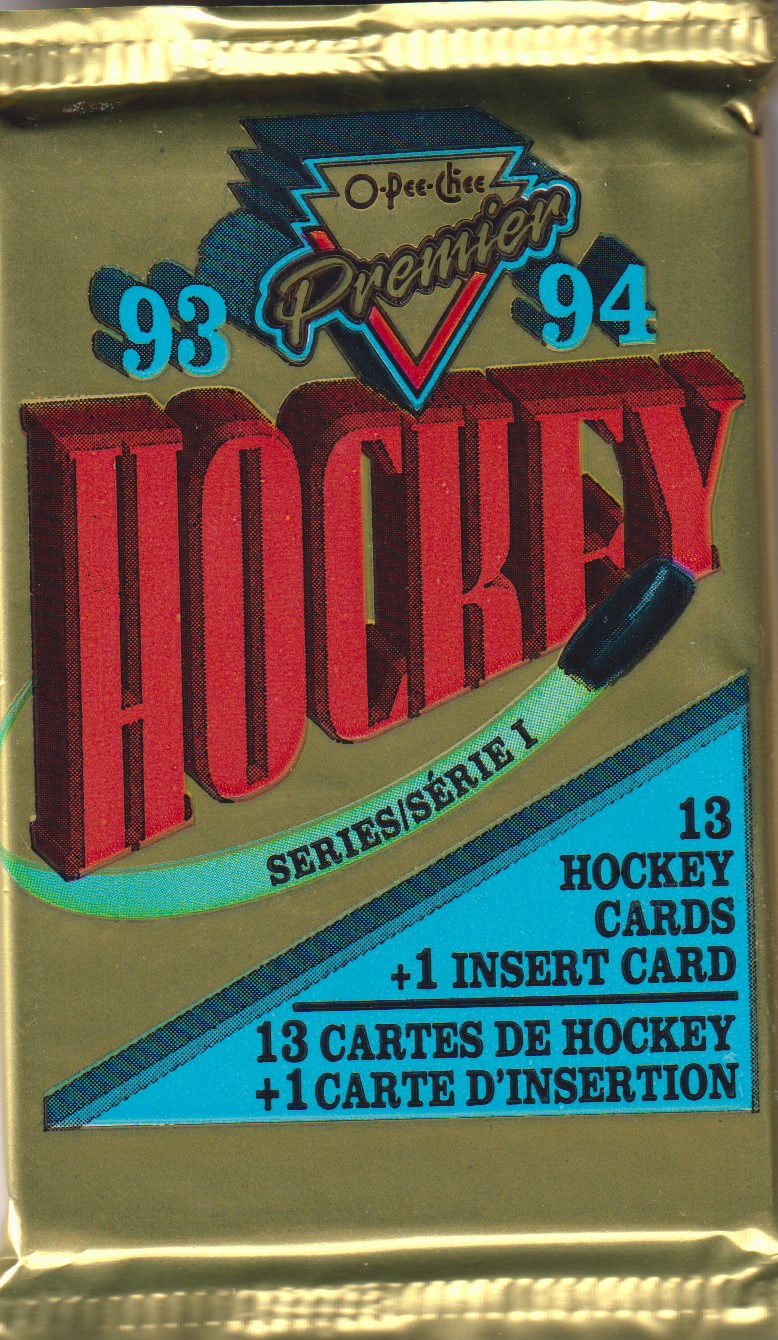 O-Pee-Chee
Premier
93 94
HOCKEY
SERIES/SÉRIE I
13
HOCKEY
CARDS
+1 INSERT CARD
13 CARTES DE HOCKEY
+1 CARTE D'INSERTION